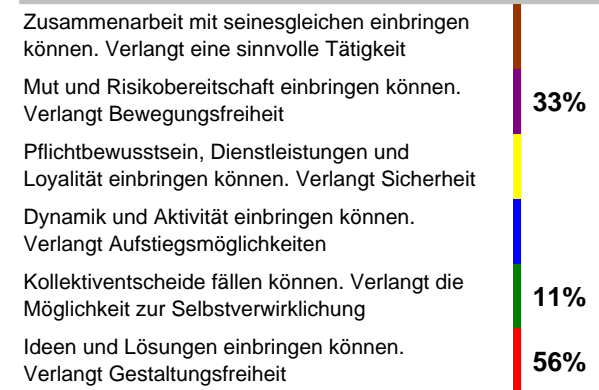 Zusammenarbeit mit seinesgleichen einbringen
können. Verlangt eine sinnvolle Tätigkeit
Mut und Risikobereitschaft einbringen können.
Verlangt Bewegungsfreiheit
33%
Pflichtbewusstsein, Dienstleistungen und
Loyalität einbringen können. Verlangt Sicherheit
Dynamik und Aktivität einbringen können.
Verlangt Aufstiegsmöglichkeiten
Kollektiventscheide fällen können. Verlangt die
Möglichkeit zur Selbstverwirklichung
11%
Ideen und Lösungen einbringen können.
Verlangt Gestaltungsfreiheit
56%